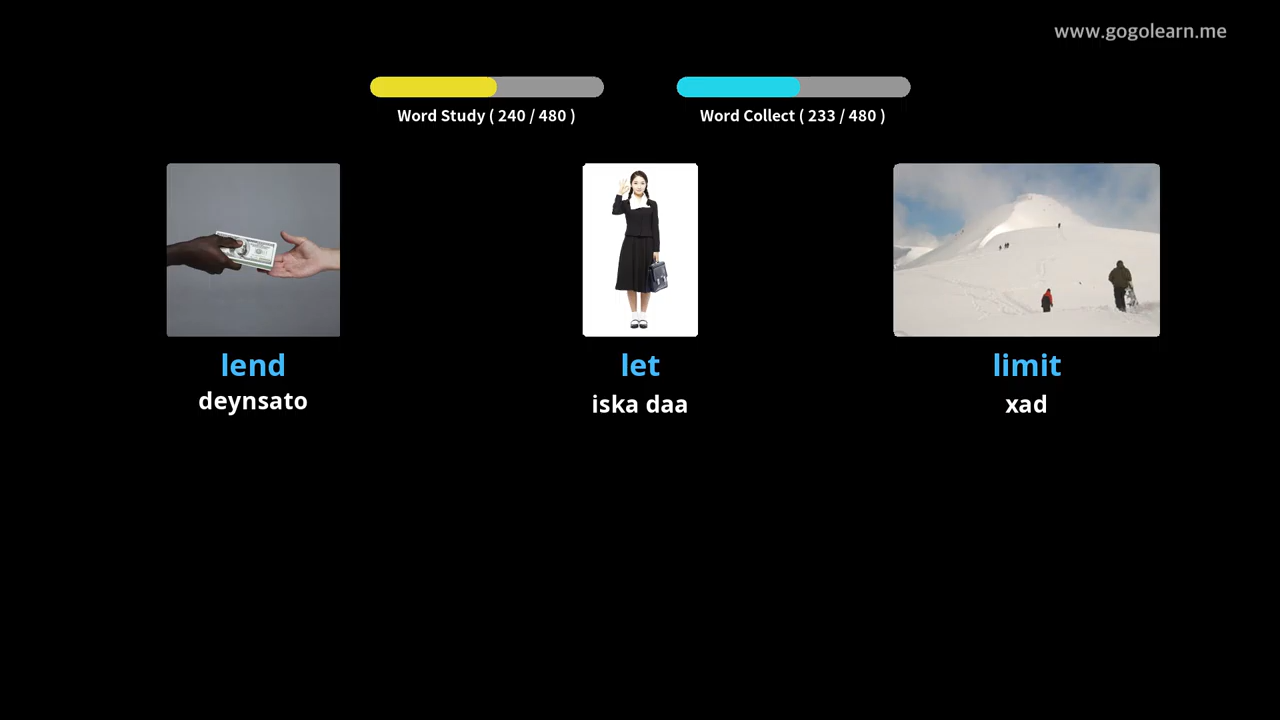 www.gogolearn.me
Word Study ( 240 / 480 )
Word Collect ( 233 / 480 )
lend
deynsato
let
iska daa
limit
xad